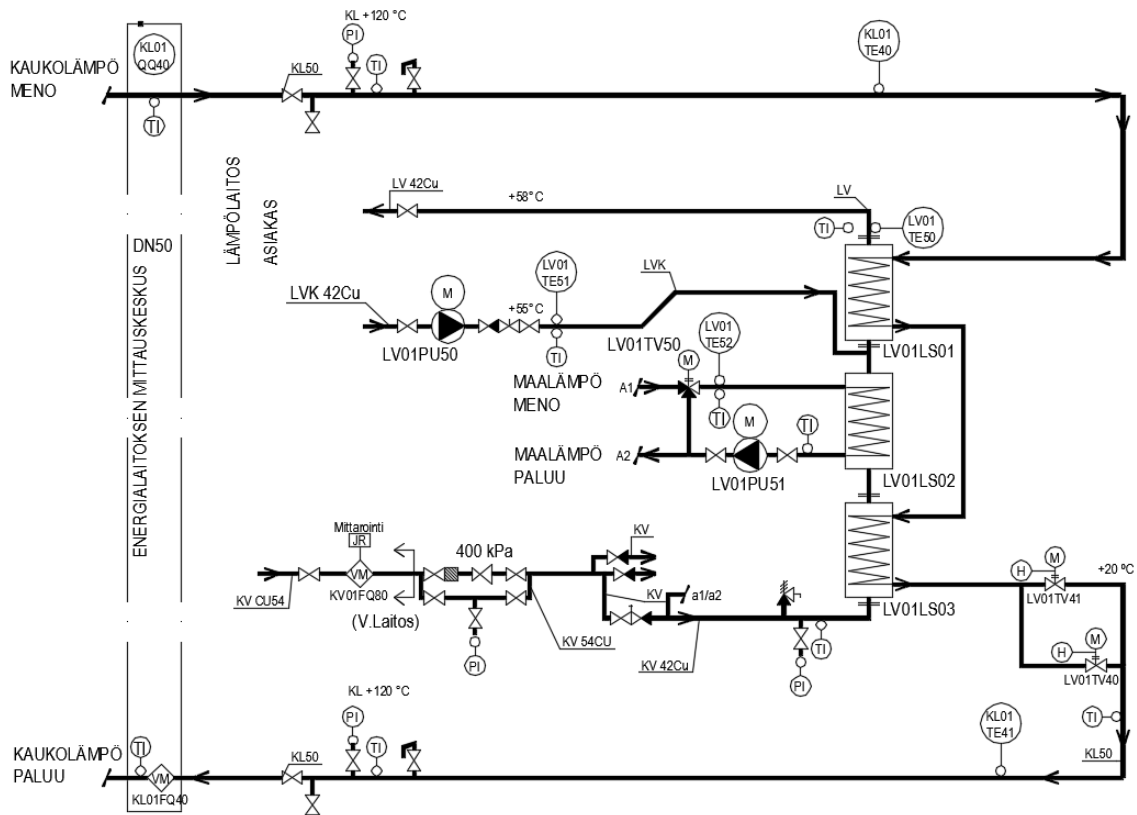 KL +120 °C
KL01
QQ40
PI
TI
KL50
KL01
TE40
KAUKOLÄMPÖ
MENO
TI
LÄMPÖLAITOS
ASIAKAS
LV 42Cu
+58°C
LV
TI
LV01
TE50
DN50
ENERGIALAITOKSEN MITTAUSKESKUS
LV01
TE51
LVK
M
LVK 42Cu
+55°C
LV01PU50
TI
LV01TV50
LV01
TE52
LV01LS01
M
MAALÄMPÖ
MENO
A1
TI
M
TI
MAALÄMPÖ
PALUU
A2
LV01PU51
LV01LS02
Mittarointi
JR
400 kPa
KV
VM
KV CU54
KV01FQ80
(V.Laitos)
KV
a1/a2
KV 54CU
KV 42Cu
PI
TI
PI
LV01LS03
H
M
+20 °C
LV01TV41
H
M
LV01TV40
KL +120 °C
PI
TI
TI
KL01
TE41
KL50
KAUKOLÄMPÖ
PALUU
TI
VM
KL01FQ40
KL50